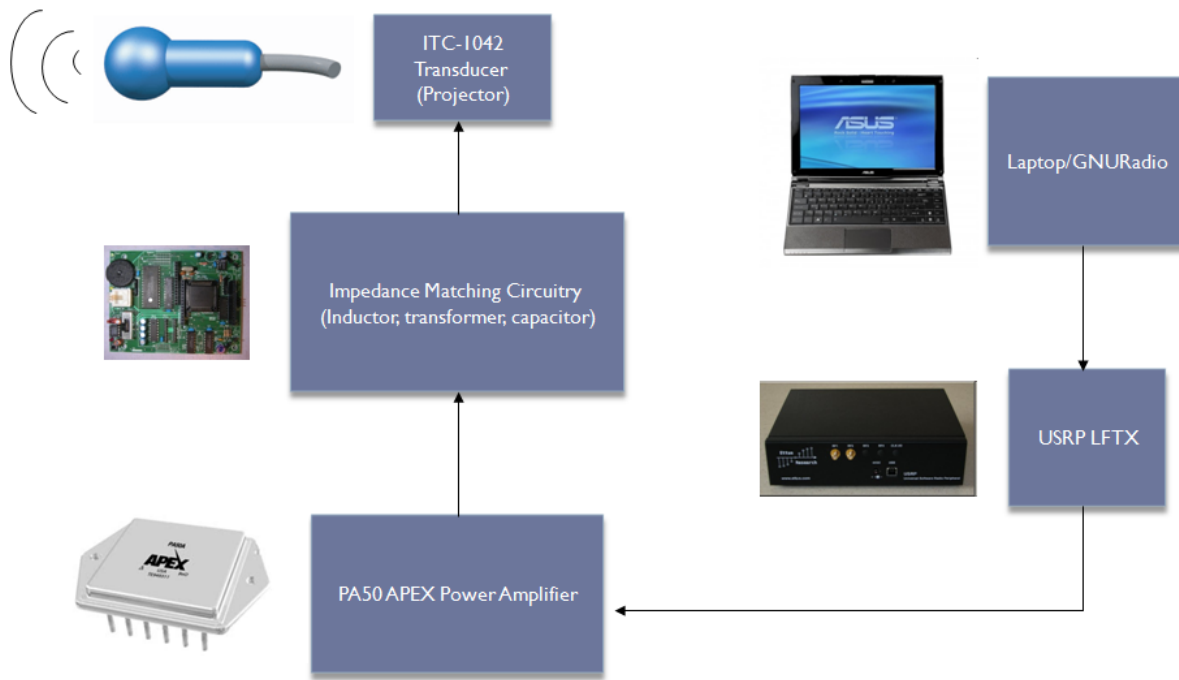 ITC-1042
Transducer
(Projector)
Laptop/GNURadio
ASUS
Impedance Matching Circuitry
(Inductor, transformer, capacitor)
USRP LFTX
USRP
APEX
PA50 APEX Power Amplifier